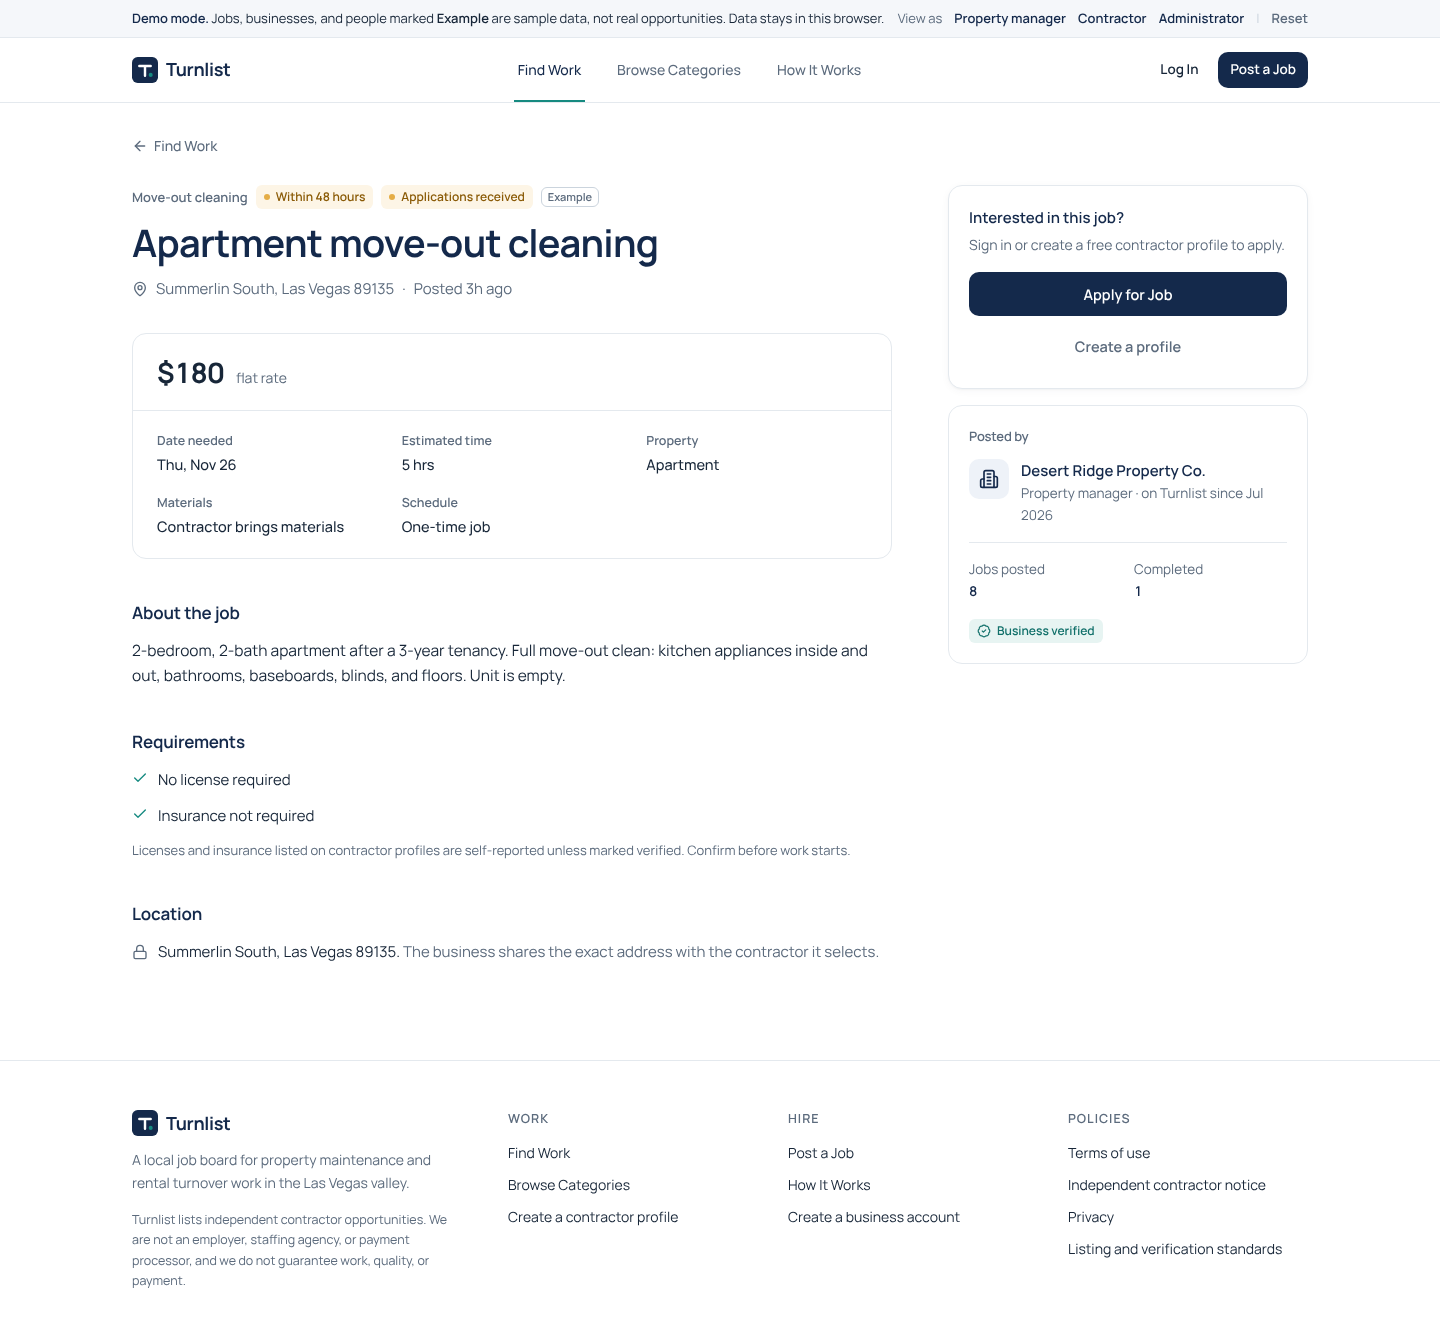 Demo mode. Jobs, businesses, and people marked Example are sample data, not real opportunities. Data stays in this browser. View as Property manager Contractor Administrator Reset
Turnlist Find Work Browse Categories How It Works Log In Post a Job
Find Work
Move-out cleaning Within 48 hours Applications received Example
Apartment move-out cleaning
Summerlin South, Las Vegas 89135 · Posted 3h ago
$180 flat rate
Date needed Estimated time Property
Thu, Nov 26 5 hrs Apartment
Materials Schedule
Contractor brings materials One-time job
About the job
2-bedroom, 2-bath apartment after a 3-year tenancy. Full move-out clean: kitchen appliances inside and
out, bathrooms, baseboards, blinds, and floors. Unit is empty.
Requirements
No license required
Insurance not required
Licenses and insurance listed on contractor profiles are self-reported unless marked verified. Confirm before work starts.
Location
Summerlin South, Las Vegas 89135. The business shares the exact address with the contractor it selects.
Interested in this job?
Sign in or create a free contractor profile to apply.
Apply for Job
Create a profile
Posted by
Desert Ridge Property Co.
Property manager · on Turnlist since Jul
2026
Jobs posted Completed
8 1
Business verified
Turnlist
A local job board for property maintenance and
rental turnover work in the Las Vegas valley.
Turnlist lists independent contractor opportunities. We
are not an employer, staffing agency, or payment
processor, and we do not guarantee work, quality, or
payment.
WORK
Find Work
Browse Categories
Create a contractor profile
HIRE
Post a Job
How It Works
Create a business account
POLICIES
Terms of use
Independent contractor notice
Privacy
Listing and verification standards